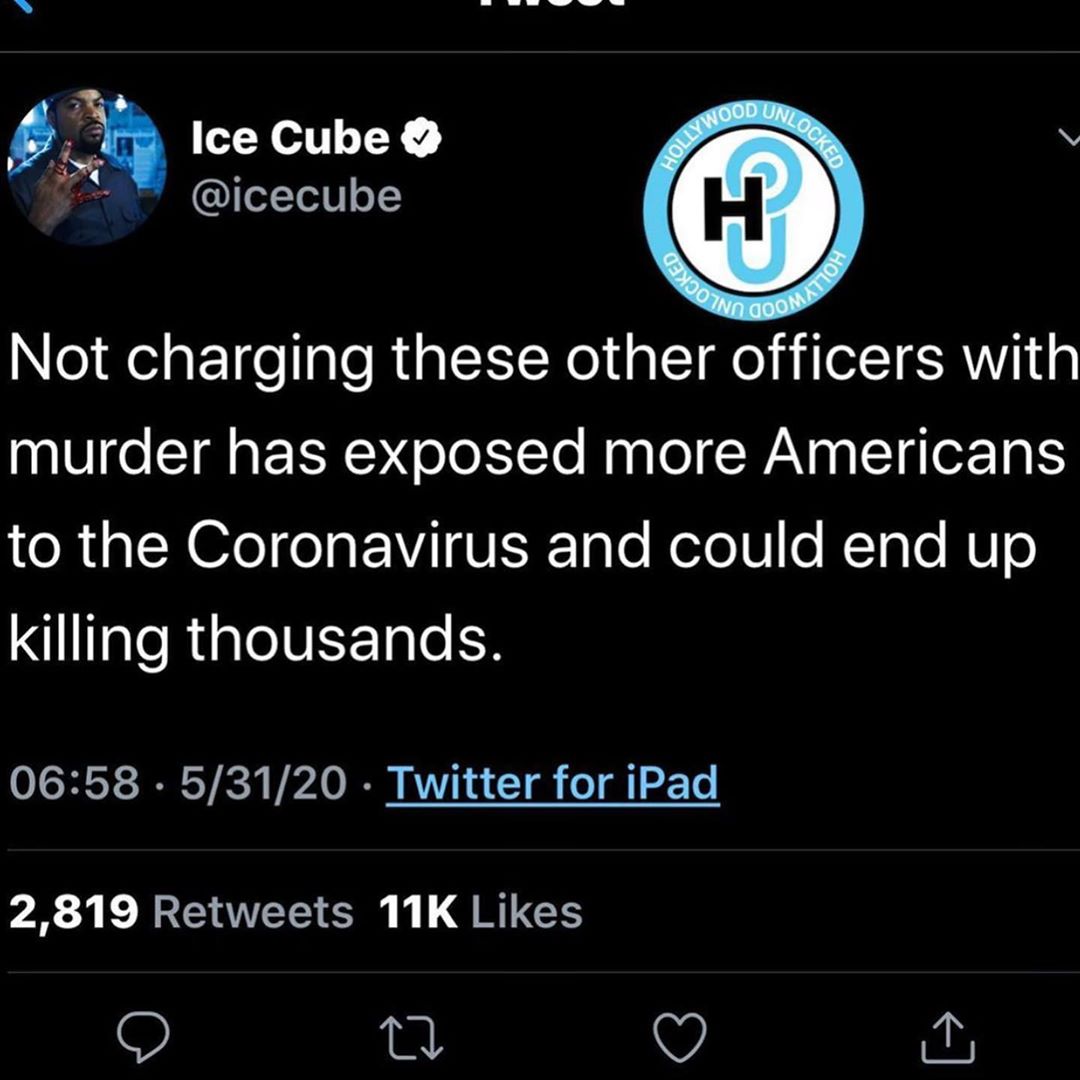 Tweet
Ice Cube
@icecube
HOLLYWOOD UNLOCKED
H
HOLLYWOOD UNLOCKED
Not charging these other officers with
murder has exposed more Americans
to the Coronavirus and could end up
killing thousands.
06:58 · 5/31/20 · Twitter for iPad
2,819 Retweets 11K Likes